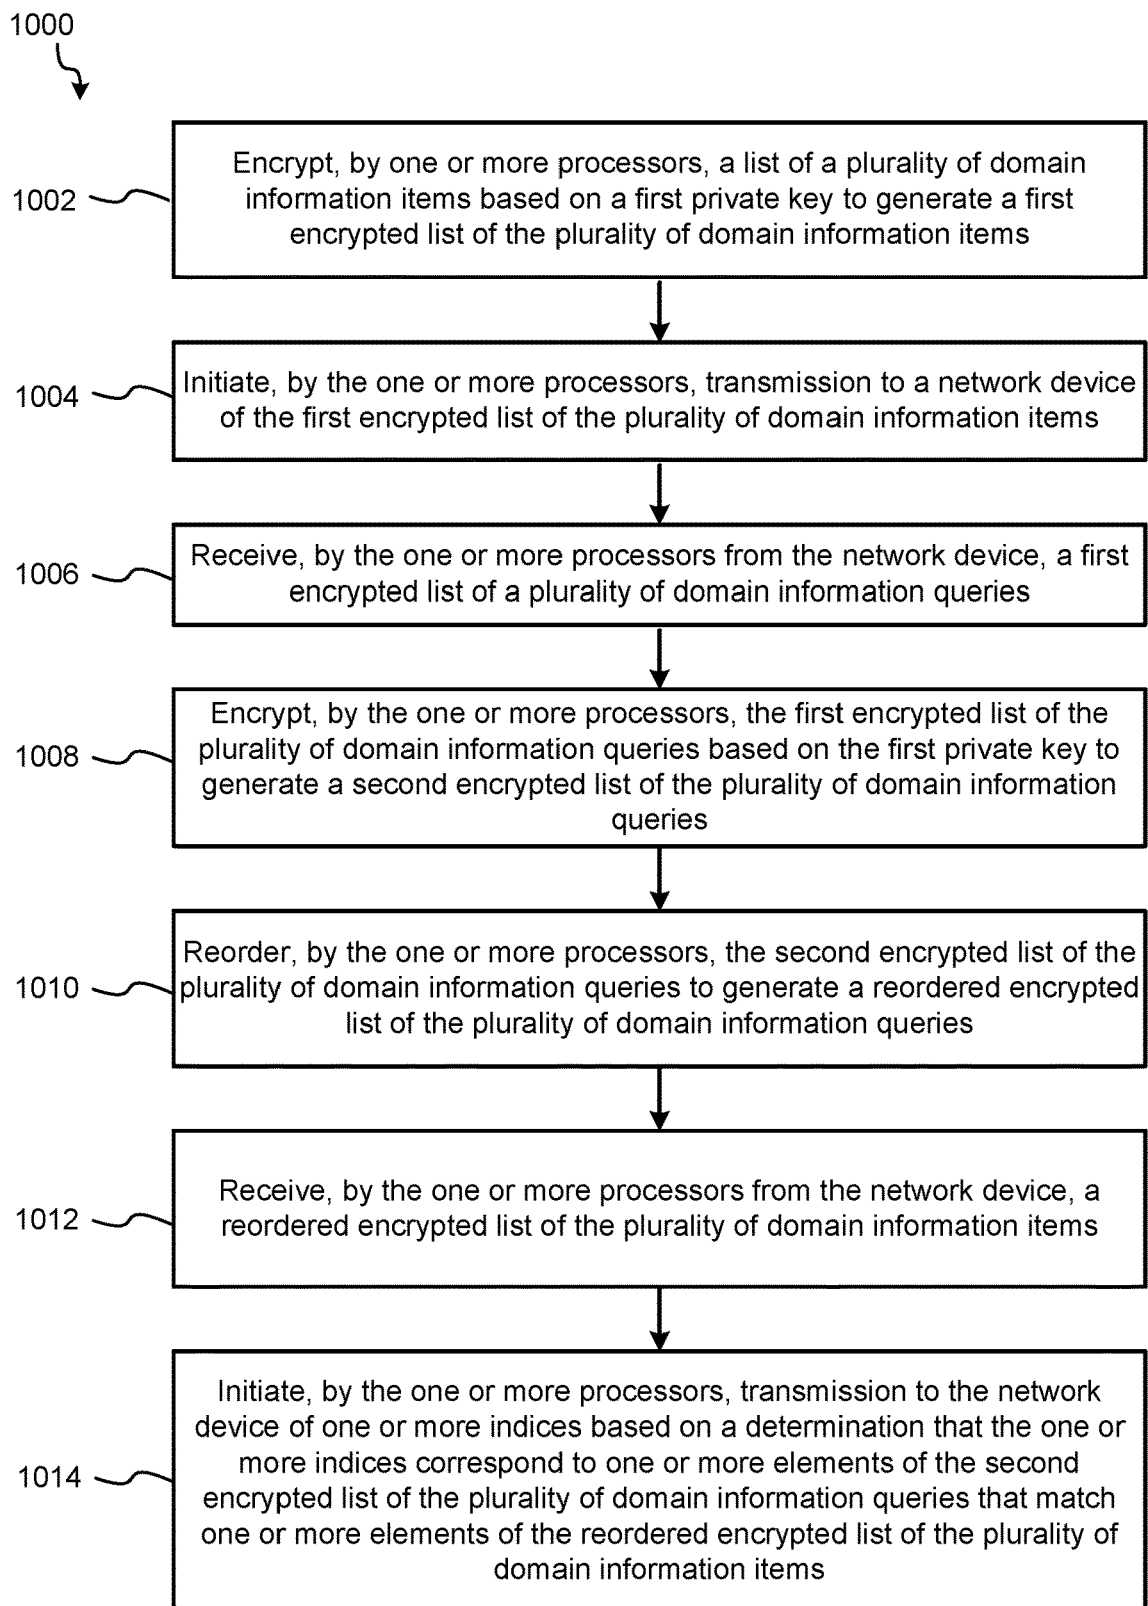 1000
Encrypt, by one or more processors, a list of a plurality of domain
information items based on a first private key to generate a first
encrypted list of the plurality of domain information items
1002
Initiate, by the one or more processors, transmission to a network device
of the first encrypted list of the plurality of domain information items
1004
Receive, by the one or more processors from the network device, a first
encrypted list of a plurality of domain information queries
1006
Encrypt, by the one or more processors, the first encrypted list of the
plurality of domain information queries based on the first private key to
generate a second encrypted list of the plurality of domain information
queries
1008
Reorder, by the one or more processors, the second encrypted list of the
plurality of domain information queries to generate a reordered encrypted
list of the plurality of domain information queries
1010
Receive, by the one or more processors from the network device, a
reordered encrypted list of the plurality of domain information items
1012
Initiate, by the one or more processors, transmission to the network
device of one or more indices based on a determination that the one or
more indices correspond to one or more elements of the second
encrypted list of the plurality of domain information queries that match
one or more elements of the reordered encrypted list of the plurality of
domain information items
1014